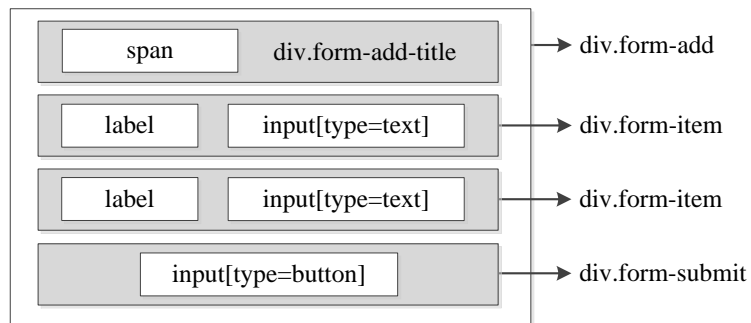 span div.form-add-title div.form-add
label input[type=text] div.form-item
label input[type=text] div.form-item
input[type=button] div.form-submit